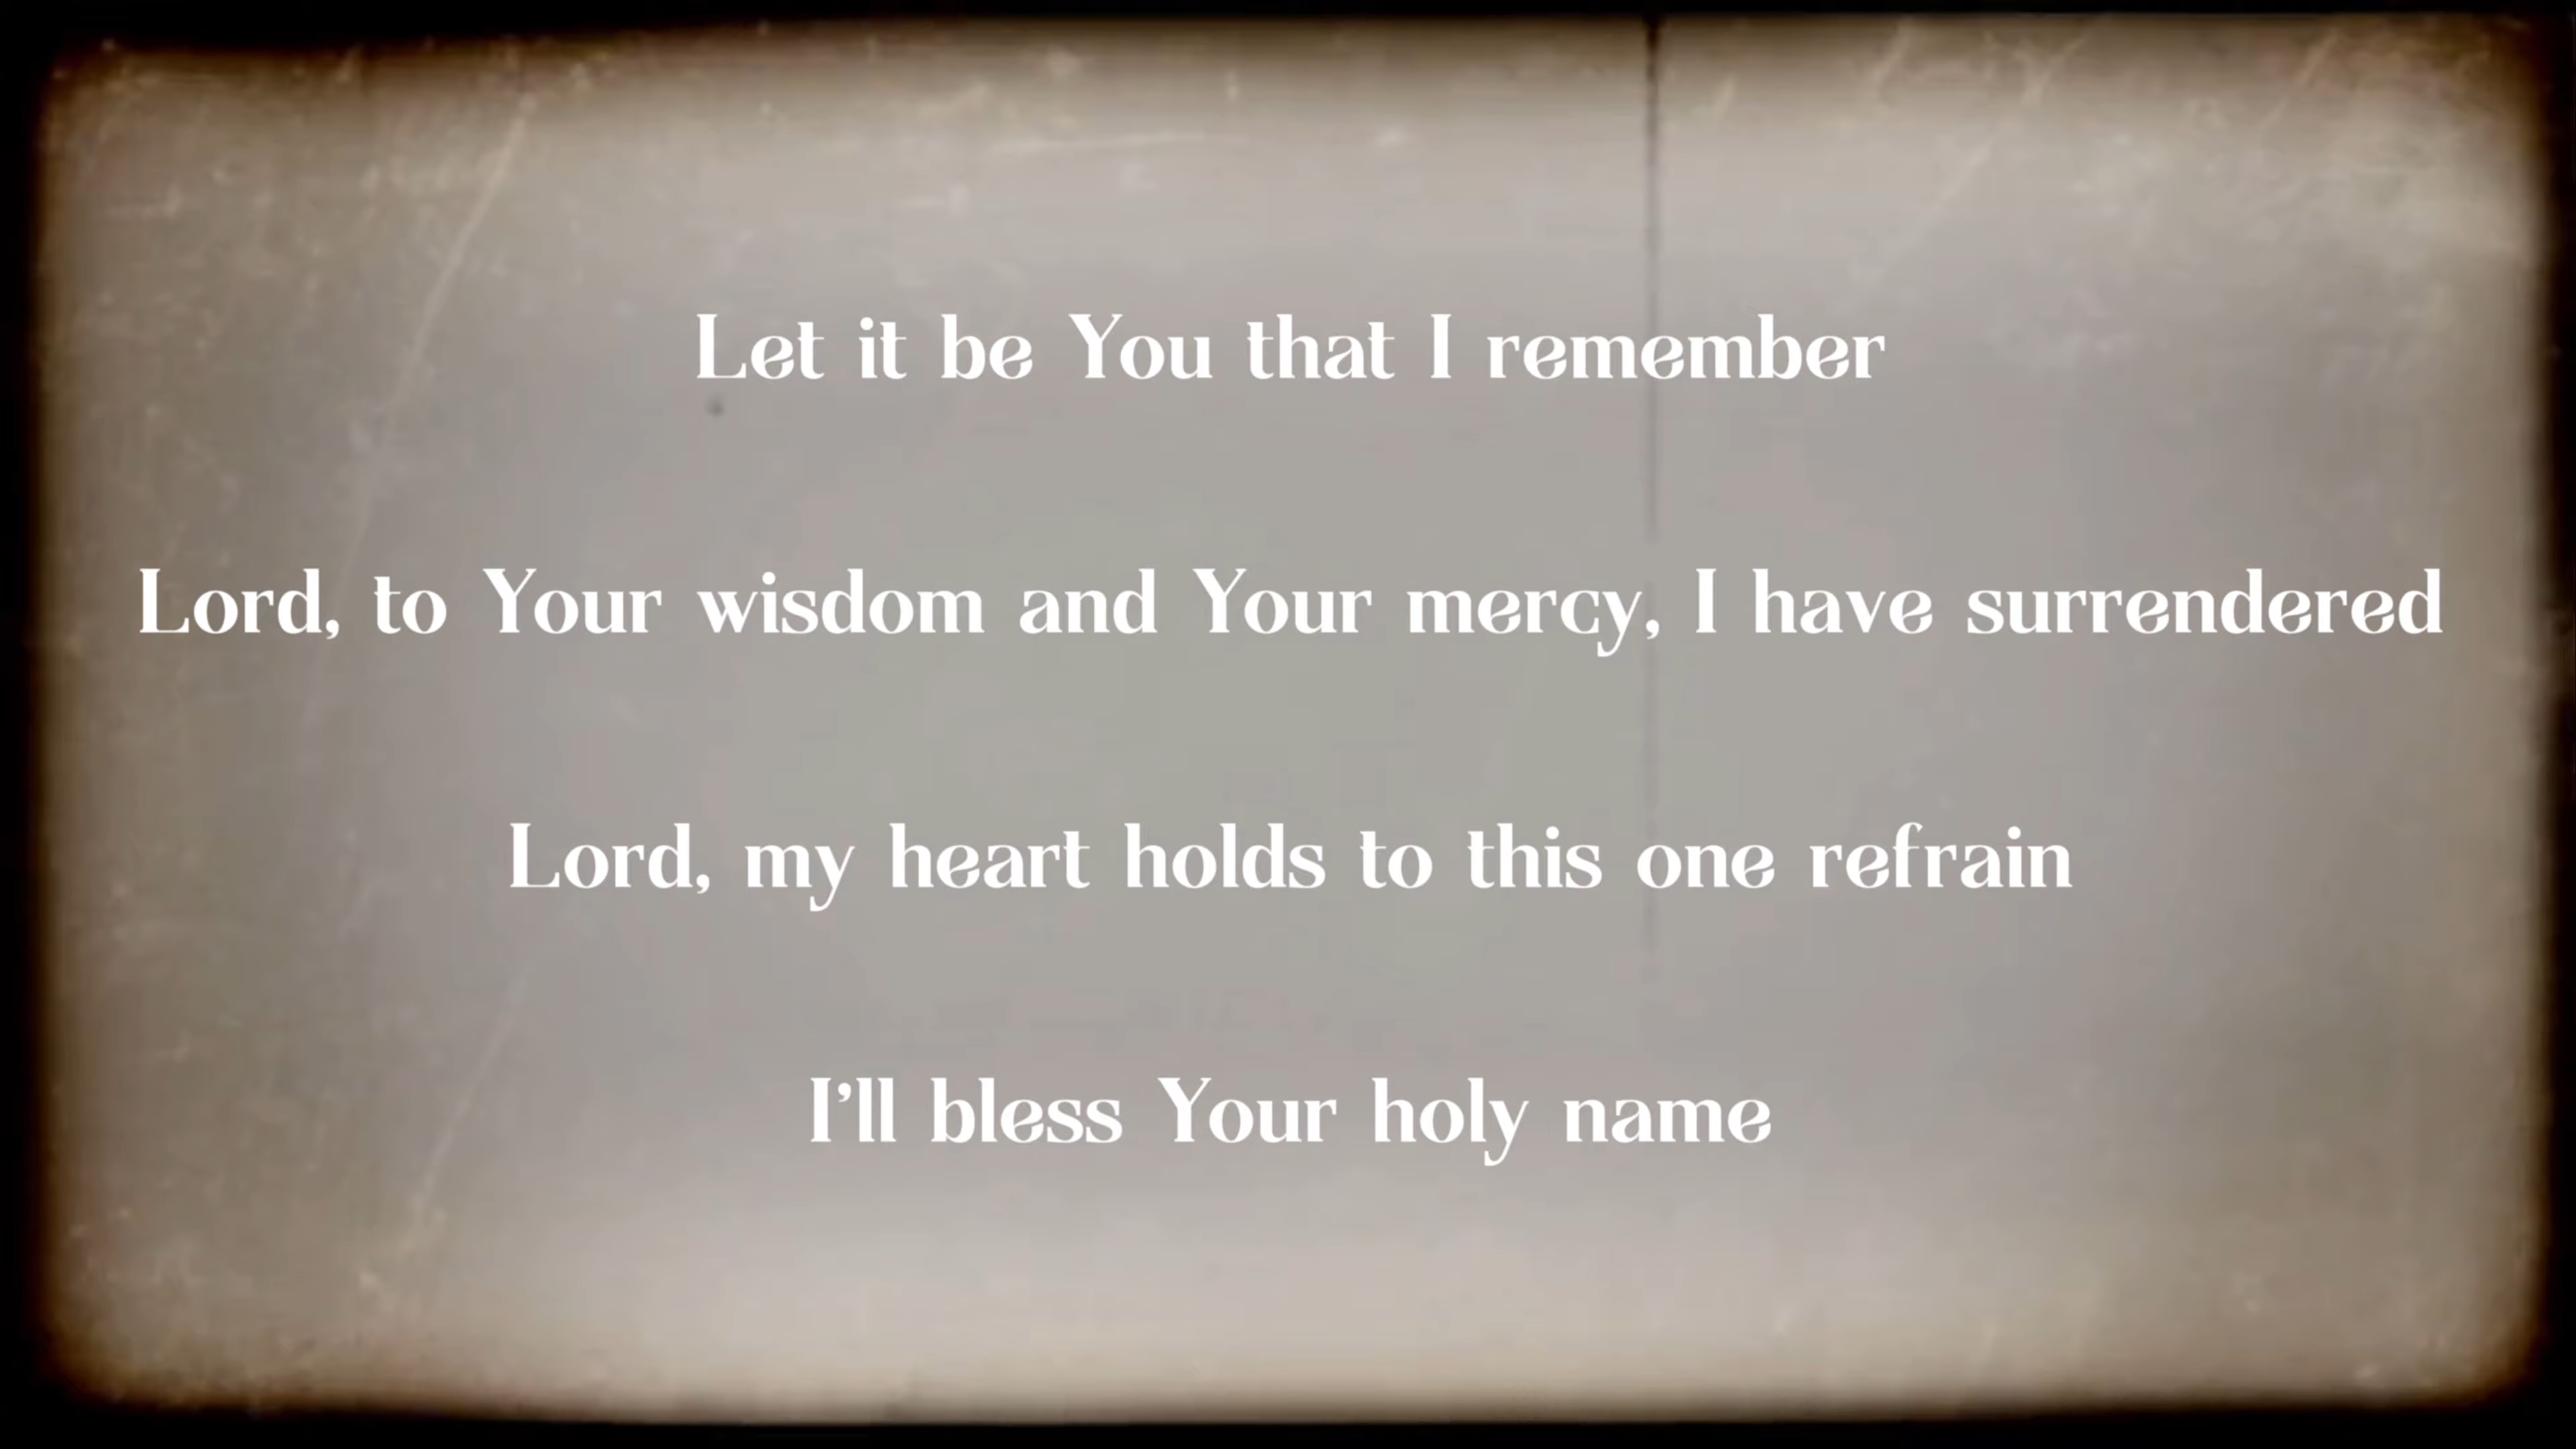 Let it be You that I remember
Lord, to Your wisdom and Your mercy, I have surrendered
Lord, my heart holds to this one refrain
I’ll bless Your holy name